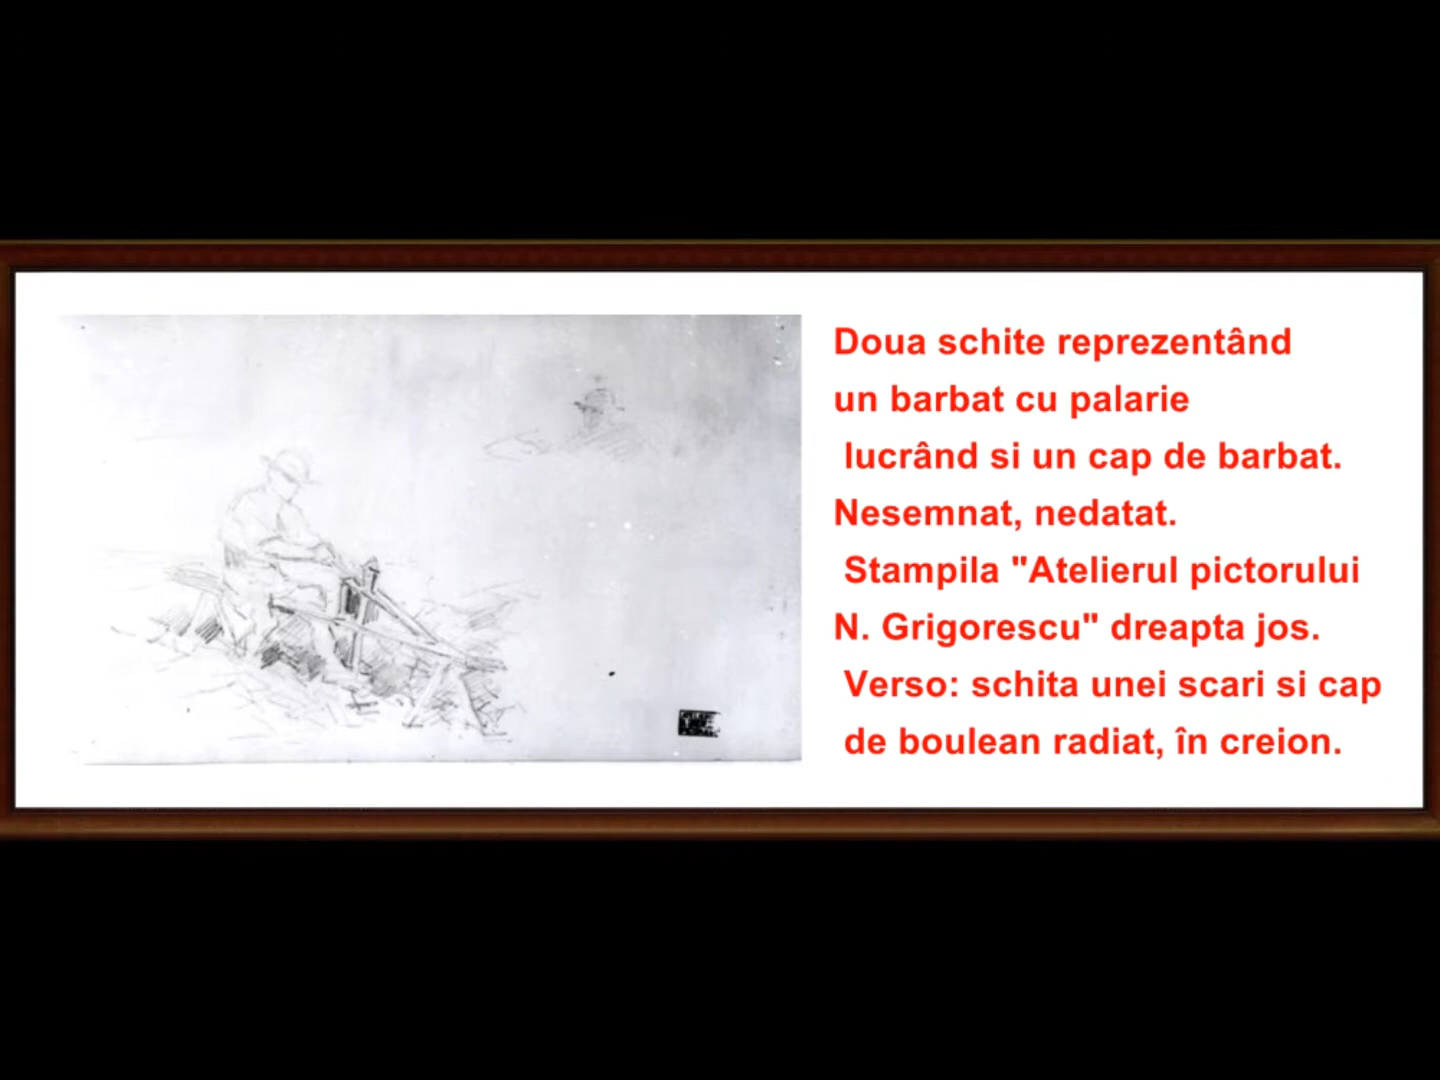 Doua schite reprezentând
un barbat cu palarie
lucrând si un cap de barbat.
Nesemnat, nedatat.
Stampila "Atelierul pictorului
N. Grigorescu" dreapta jos.
Verso: schita unei scari si cap
de boulean radiat, în creion.